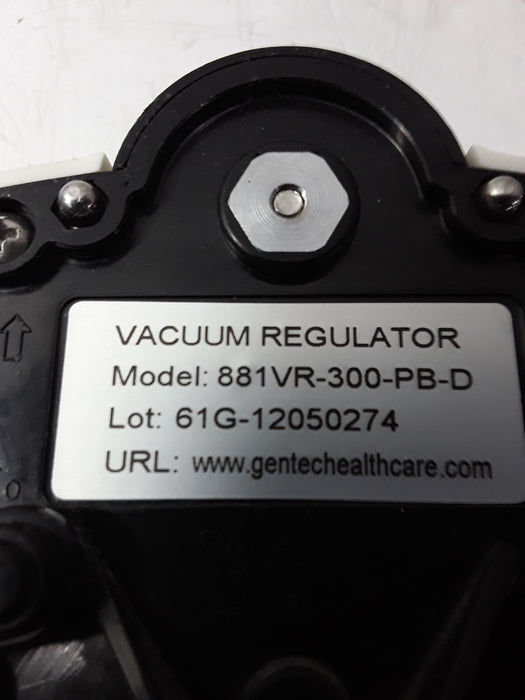 VACUUM REGULATOR
Model: 881VR-300-PB-D
Lot: 61G-12050274
URL: www.gentechealthcare.com